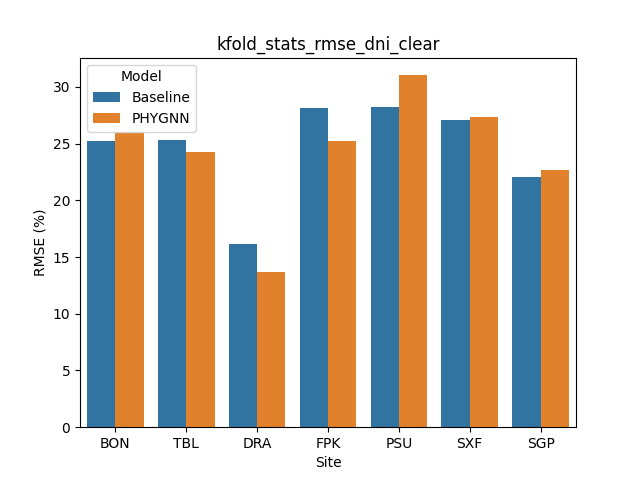 kfold_stats_rmse_dni_clear
Model
Baseline
PHYGNN
RMSE (%)
30
25
20
15
10
5
0
BON TBL DRA FPK PSU SXF SGP
Site